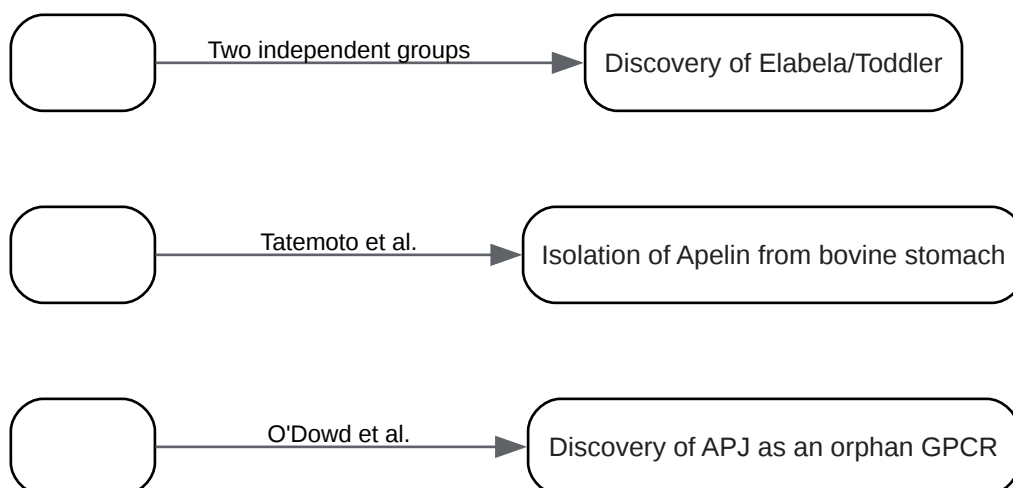 Two independent groups
Discovery of Elabela/Toddler
Tatemoto et al.
Isolation of Apelin from bovine stomach
O'Dowd et al.
Discovery of APJ as an orphan GPCR